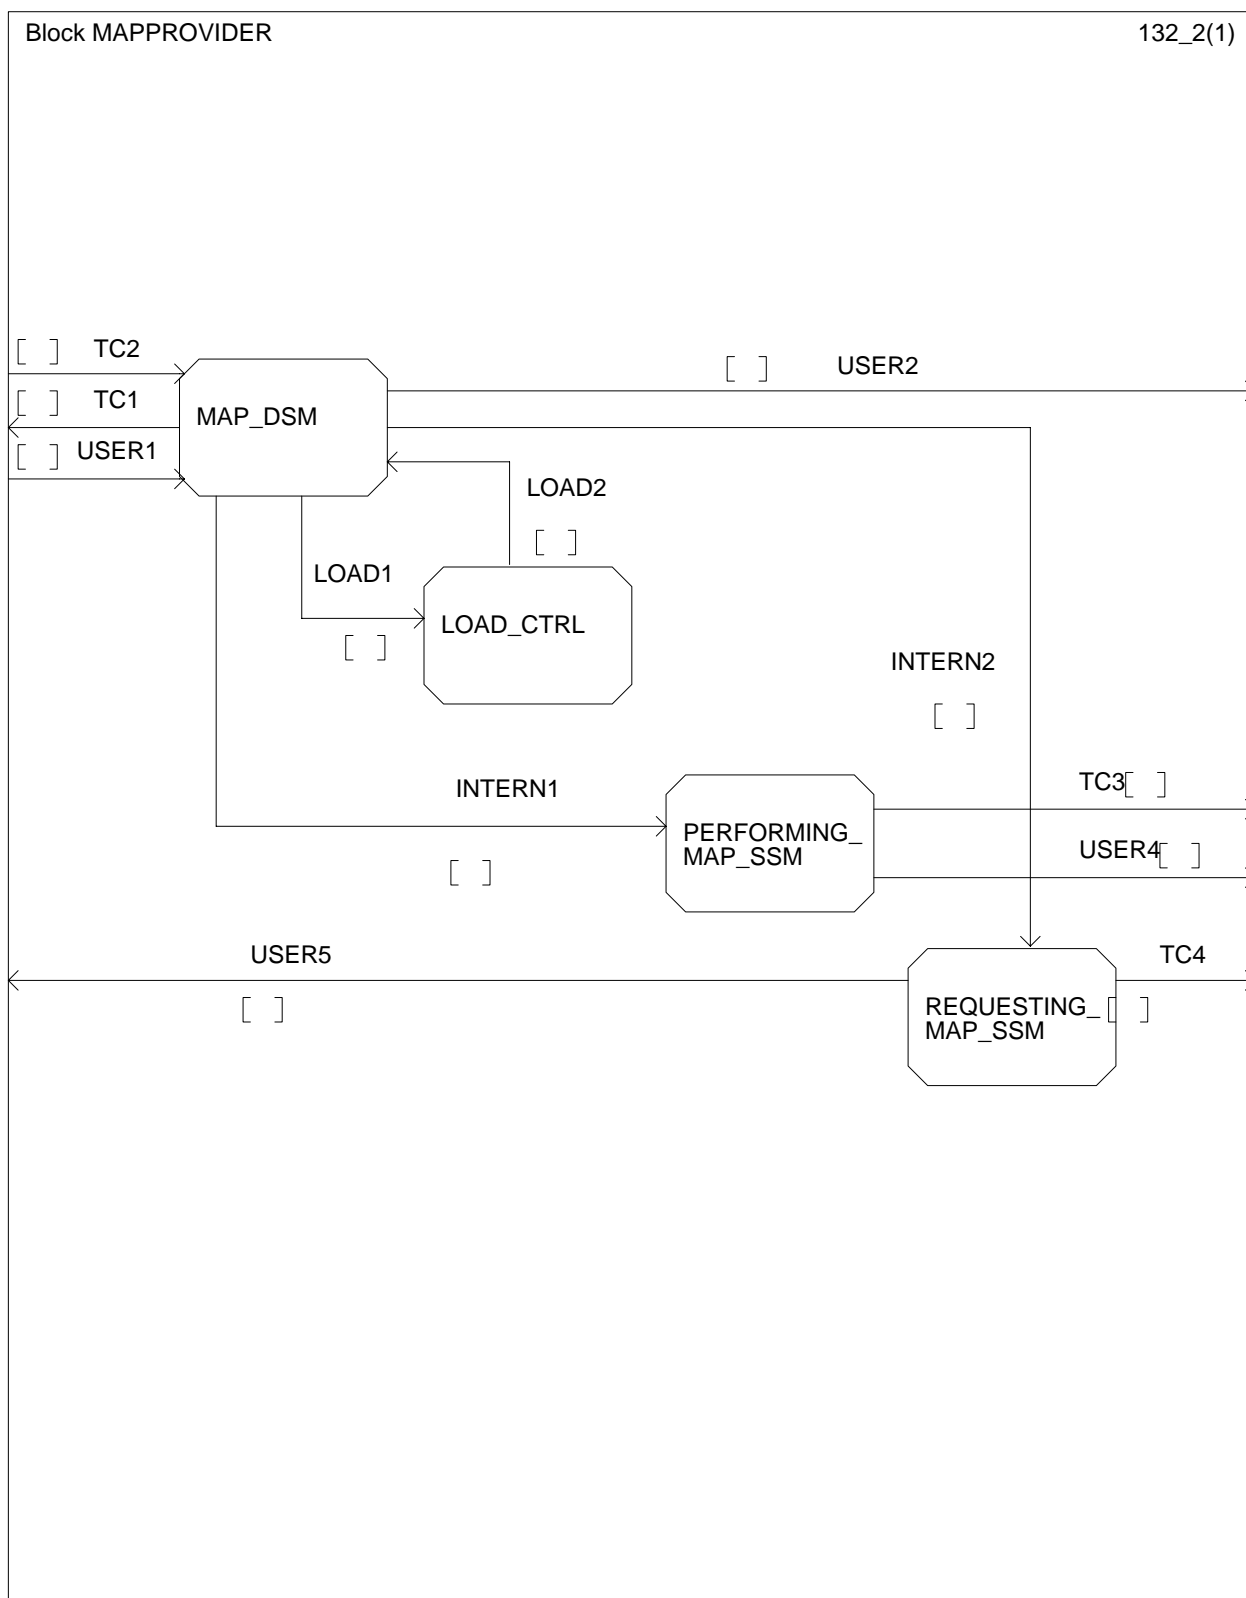 Block MAPPROVIDER
132_2(1)
[ ] TC2
[ ] USER2
[ ] TC1
MAP_DSM
[ ] USER1
LOAD2
[ ]
LOAD1
LOAD_CTRL
[ ]
INTERN2
[ ]
INTERN1
TC3[ ]
PERFORMING_
MAP_SSM
USER4[ ]
[ ]
USER5
TC4
[ ]
REQUESTING_
MAP_SSM
[ ]